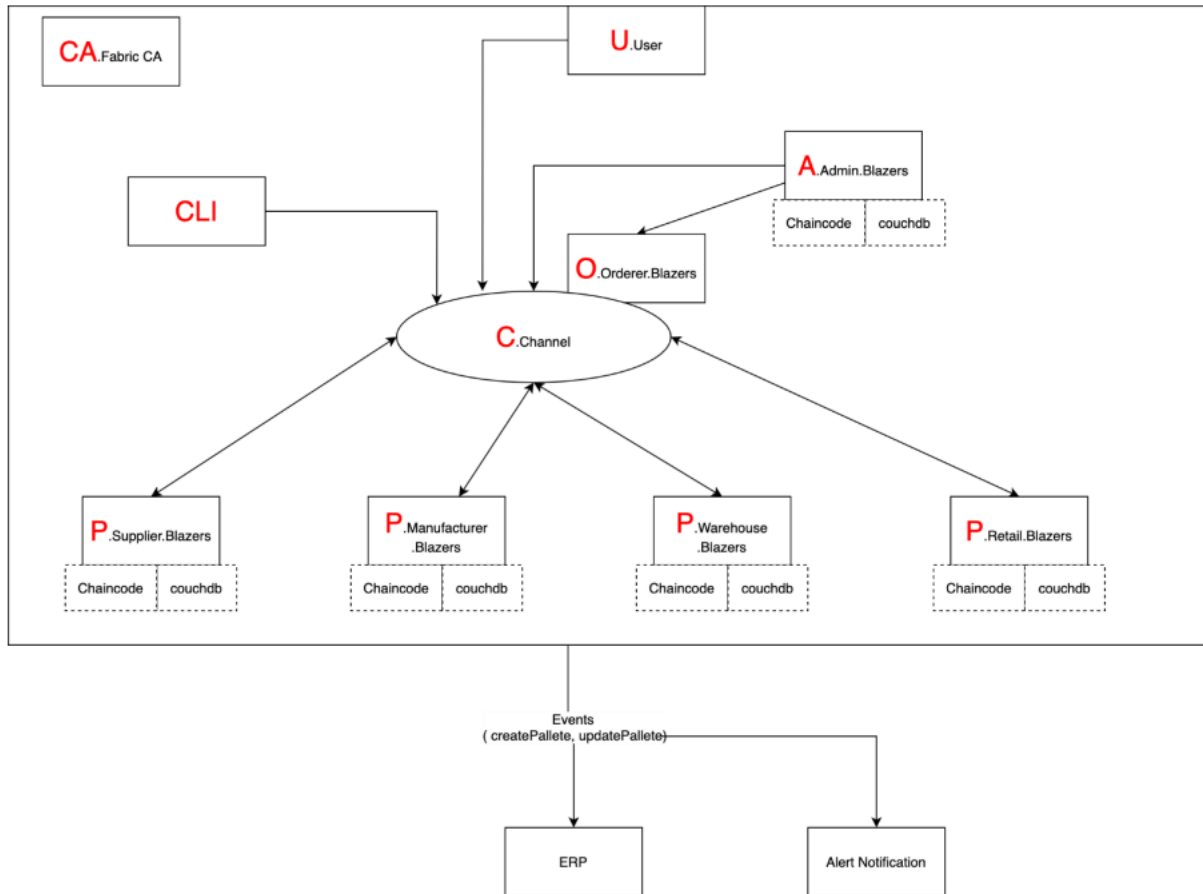 CA.Fabric CA
U.User
A.Admin.Blazers
CLI
Chaincode
couchdb
O.Orderer.Blazers
C.Channel
P.Supplier.Blazers
P.Manufacturer
.Blazers
P.Warehouse
.Blazers
P.Retail.Blazers
Chaincode
couchdb
Chaincode
couchdb
Chaincode
couchdb
Chaincode
couchdb
Events
( createPallete, updatePallete)
ERP
Alert Notification